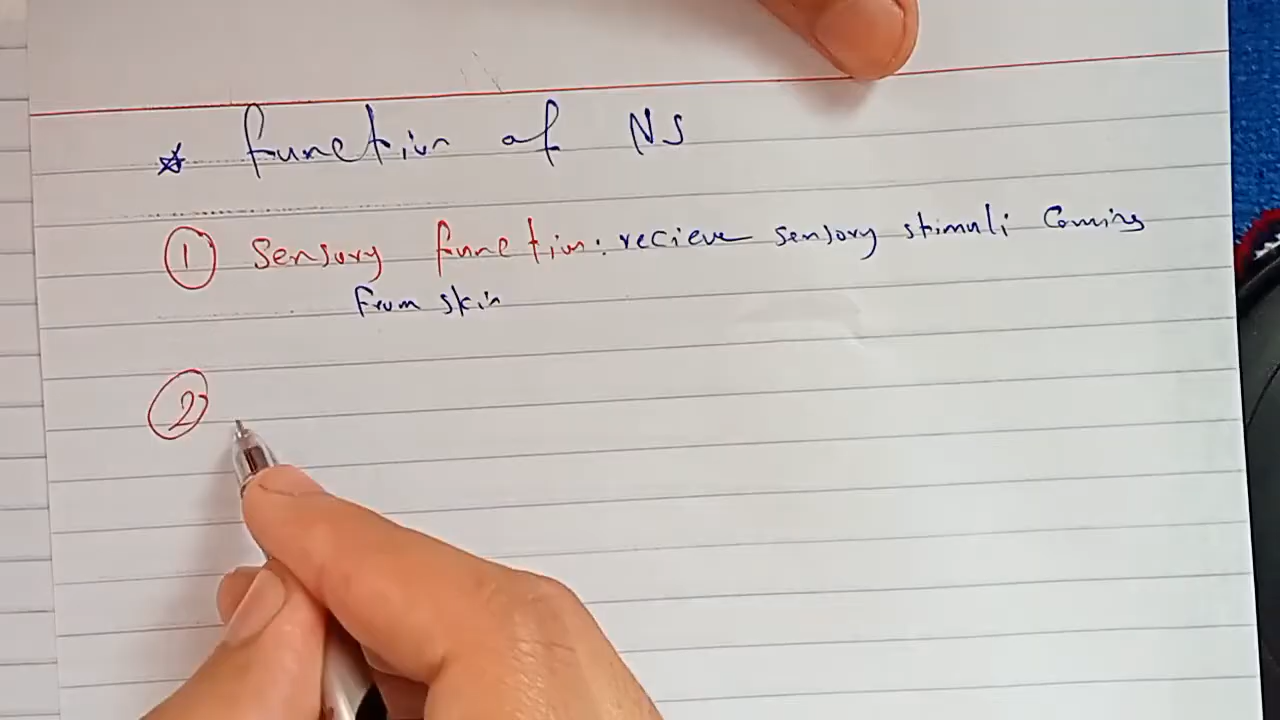 * function of NS
① Sensory function: recieve sensory stimuli Coming
From skin
②